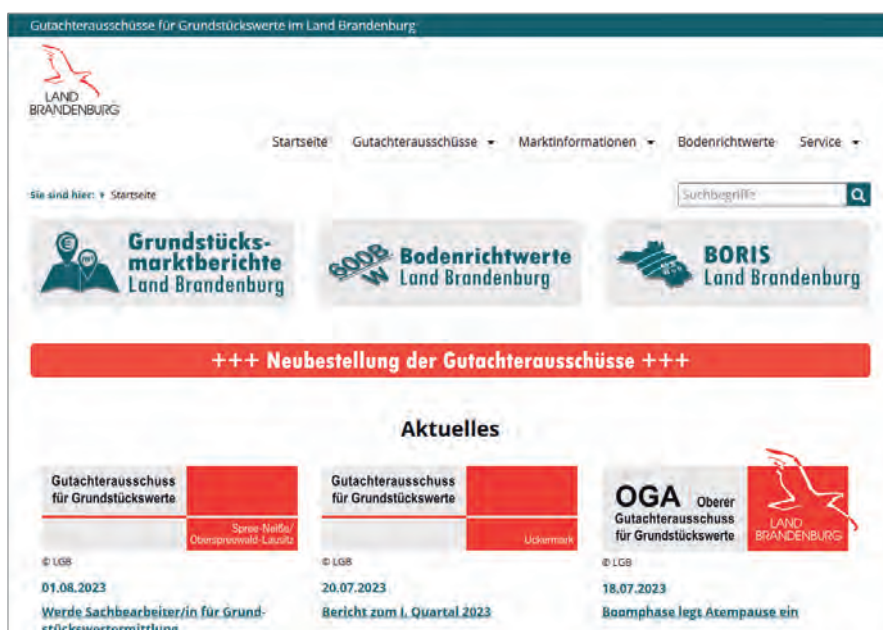 Gutachterausschüsse für Grundstückswerte im Land Brandenburg
LAND
BRANDENBURG
Startseite Gutachterausschüsse Marktinformationen Bodenrichtwerte Service
Sie sind hier: Startseite
Suchbegriffe
Grundstücks-
marktberichte
Land Brandenburg
600B
W
Bodenrichtwerte
Land Brandenburg
BORIS
Land Brandenburg
+++ Neubestellung der Gutachterausschüsse +++
Aktuelles
Gutachterausschuss
für Grundstückswerte
Spree-Neiße/
Oberspreewald-Lausitz
© LGB
01.08.2023
Werde Sachbearbeiter/in für Grund-
stückswertermittlung
Gutachterausschuss
für Grundstückswerte
Uckermark
© LGB
20.07.2023
Bericht zum I. Quartal 2023
OGA Oberer
Gutachterausschuss
für Grundstückswerte
LAND
BRANDENBURG
© LGB
18.07.2023
Boomphase legt Atempause ein